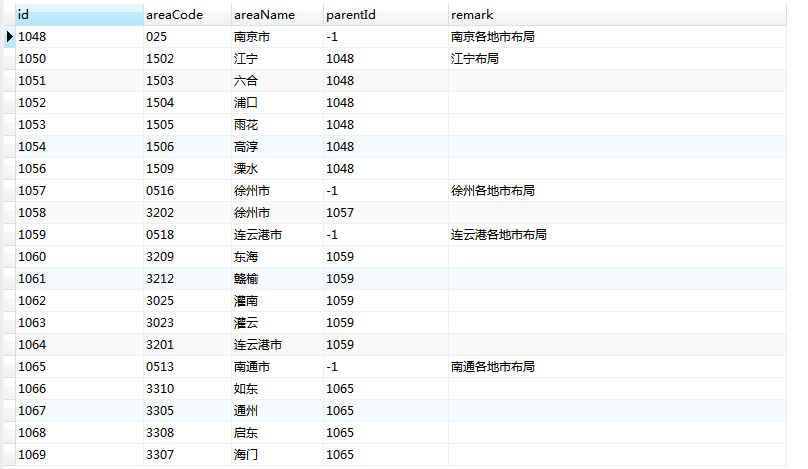 id areaCode areaName parentId remark
1048 025 南京市 -1 南京各地市布局
1050 1502 江宁 1048 江宁布局
1051 1503 六合 1048
1052 1504 浦口 1048
1053 1505 雨花 1048
1054 1506 高淳 1048
1056 1509 溧水 1048
1057 0516 徐州市 -1 徐州各地市布局
1058 3202 徐州市 1057
1059 0518 连云港市 -1 连云港各地市布局
1060 3209 东海 1059
1061 3212 赣榆 1059
1062 3025 灌南 1059
1063 3023 灌云 1059
1064 3201 连云港市 1059
1065 0513 南通市 -1 南通各地市布局
1066 3310 如东 1065
1067 3305 通州 1065
1068 3308 启东 1065
1069 3307 海门 1065